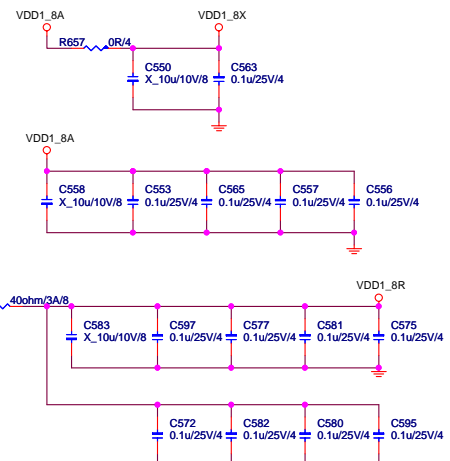 VDD1_8A VDD1_8X
R657 0R/4
C550 C563
X_10u/10V/8 0.1u/25V/4
VDD1_8A
C558 C553 C565 C557 C556
X_10u/10V/8 0.1u/25V/4 0.1u/25V/4 0.1u/25V/4 0.1u/25V/4
VDD1_8R
40ohm/3A/8
C583 C597 C577 C581 C575
X_10u/10V/8 0.1u/25V/4 0.1u/25V/4 0.1u/25V/4 0.1u/25V/4
C572 C582 C580 C595
0.1u/25V/4 0.1u/25V/4 0.1u/25V/4 0.1u/25V/4